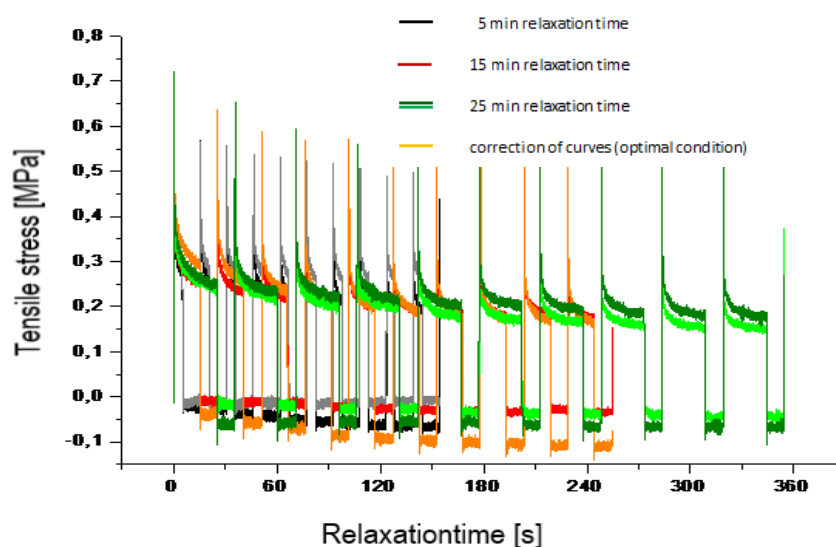 5 min relaxation time
15 min relaxation time
25 min relaxation time
correction of curves (optimal condition)
Tensile stress [MPa]
0,8
0,7
0,6
0,5
0,4
0,3
0,2
0,1
0,0
-0,1
0 60 120 180 240 300 360
Relaxationtime [s]